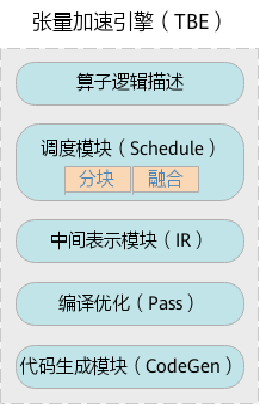 张量加速引擎（TBE）
算子逻辑描述
调度模块（Schedule）
分块 融合
中间表示模块（IR）
编译优化（Pass）
代码生成模块（CodeGen）